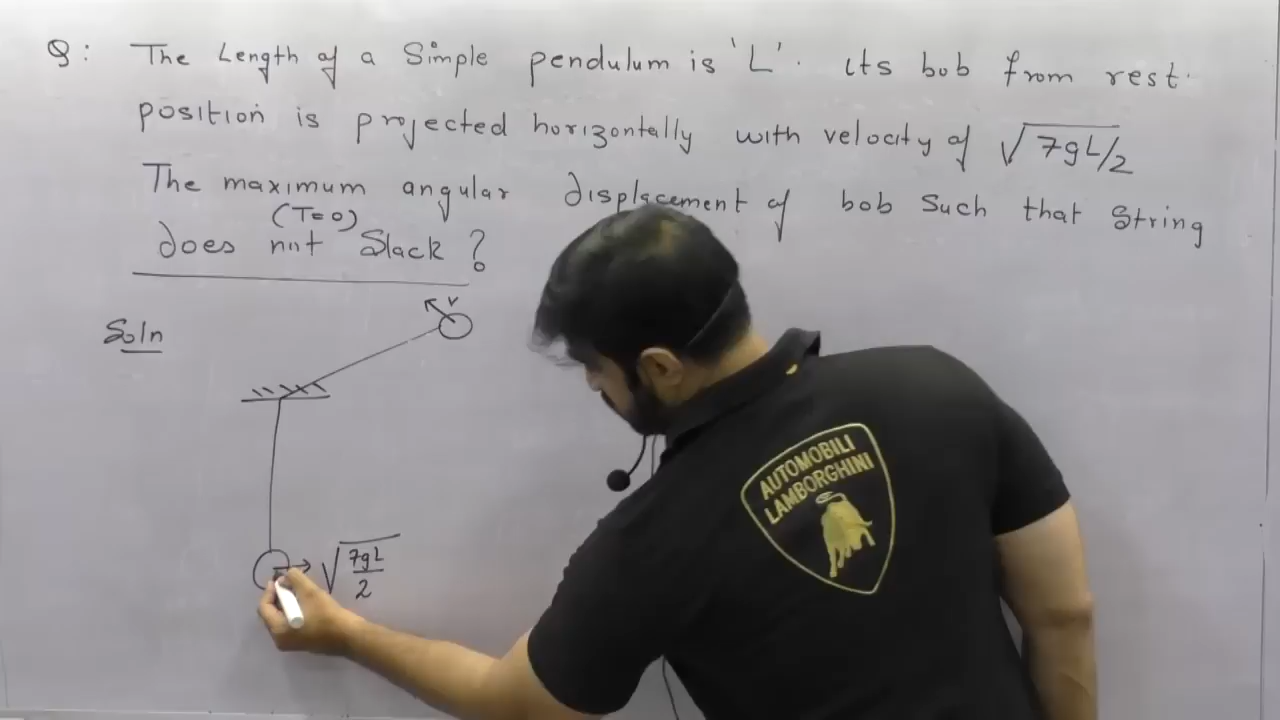 Q: The Length of a Simple pendulum is 'L'. its bob from rest.
position is projected horizontally with velocity of √7gL/2
The maximum angular displacement of bob Such that String
(T=0)
does not Slack ?
Soln
v
√7gL/2
AUTOMOBILI
LAMBORGHINI